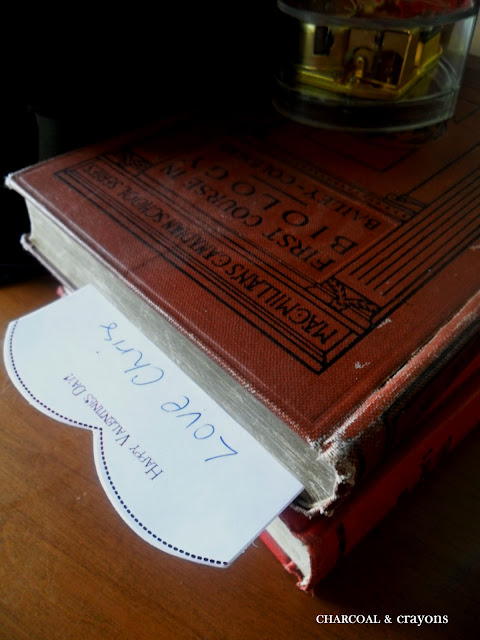 MACMILLAN'S CANADIAN SCHOOL SERIES
FIRST COURSE IN
BIOLOGY
BAILEY-COLEMAN
Love Chris
HAPPY VALENTINES DAY!
CHARCOAL & crayons